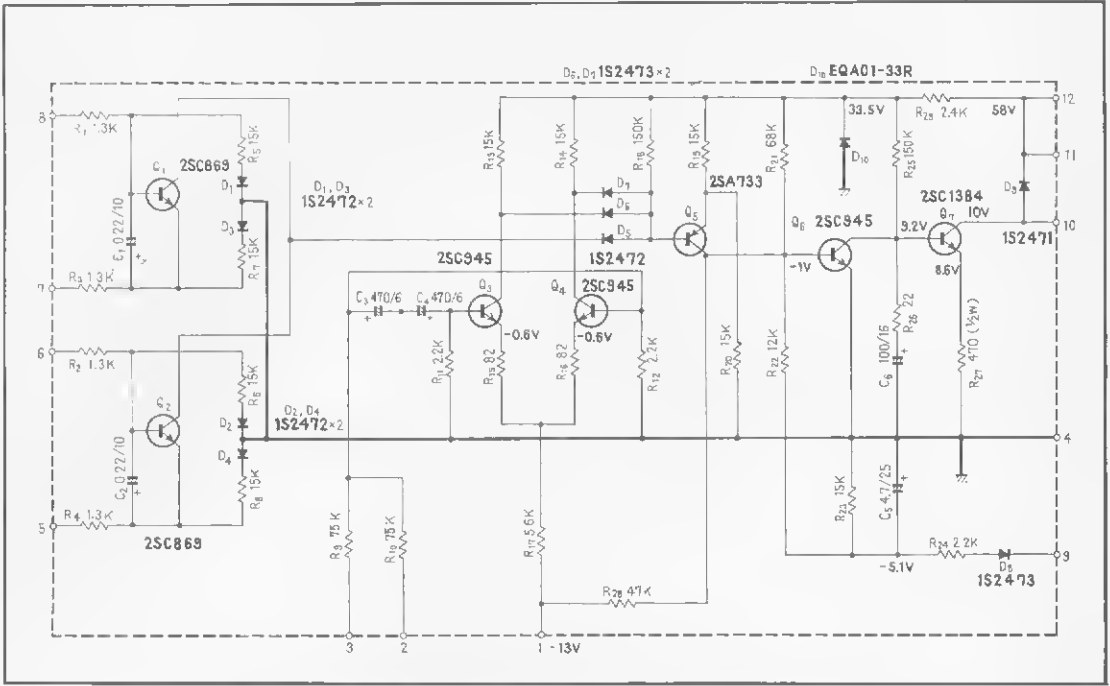 D6, D7 1S2473×2
D10 EQA01-33R
8
R1 1.3K
Q1
2SC869
R5 15K
D1
D1, D3
1S2472×2
D3
R7 15K
C1 0.22/10
R3 1.3K
7
6
R2 1.3K
Q2
R6 15K
D2
D2, D4
1S2472×2
D4
R8 15K
C2 0.22/10
R4 1.3K
5
2SC869
R13 15K
R14 15K
R18 150K
R19 15K
R21 68K
33.5V
D10
R25 2.4K
58V
12
11
R25 150K
D9
10
1S2471
D7
D6
D5
1S2472
2SA733
Q5
Q6
2SC945
-1V
9.2V
2SC1384
Q7
10V
8.6V
2SC945
C3 470/6
C4 470/6
Q3
-0.6V
Q4
2SC945
-0.6V
R11 2.2K
R15 82
R16 82
R12 2.2K
R20 15K
R22 12K
R26 22
C6 100/16
R27 470 (½W)
4
R9 75K
R10 75K
R17 5.6K
R28 47K
R23 15K
C5 4.7/25
-5.1V
R24 2.2K
D8
1S2473
9
3
2
1 -13V